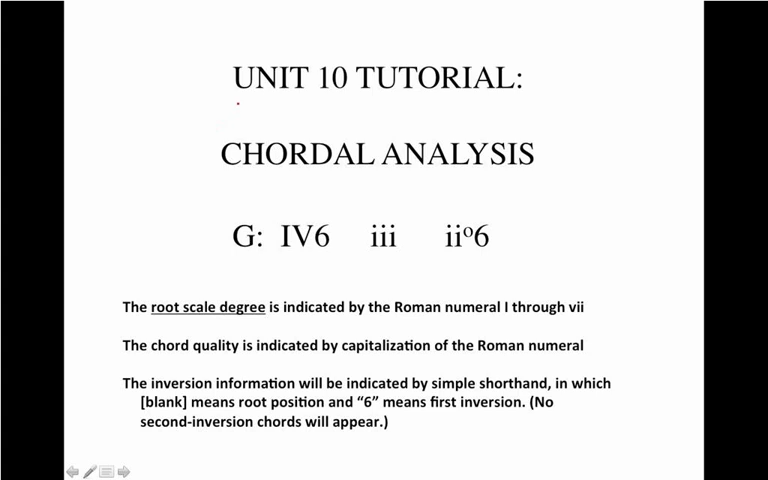 UNIT 10 TUTORIAL:
CHORDAL ANALYSIS
G: IV6 iii iiº6
The root scale degree is indicated by the Roman numeral I through vii
The chord quality is indicated by capitalization of the Roman numeral
The inversion information will be indicated by simple shorthand, in which
[blank] means root position and “6” means first inversion. (No
second-inversion chords will appear.)